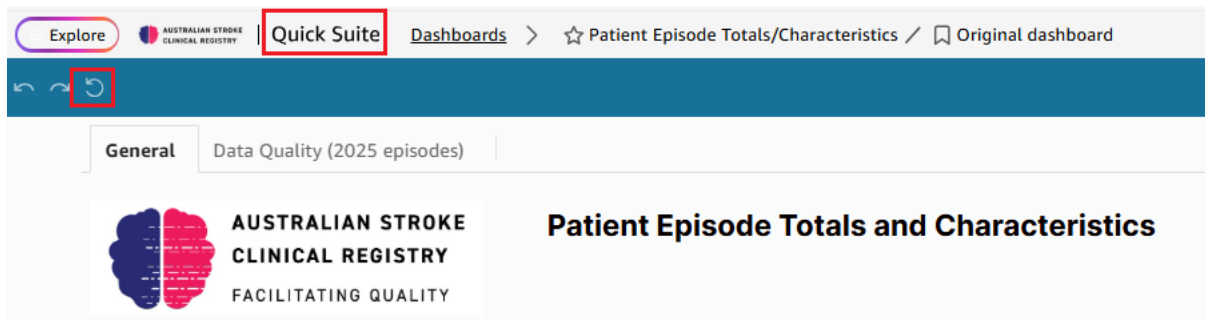 Explore AUSTRALIAN STROKE CLINICAL REGISTRY | Quick Suite Dashboards > Patient Episode Totals/Characteristics / Original dashboard
General Data Quality (2025 episodes)
AUSTRALIAN STROKE
CLINICAL REGISTRY
FACILITATING QUALITY
Patient Episode Totals and Characteristics